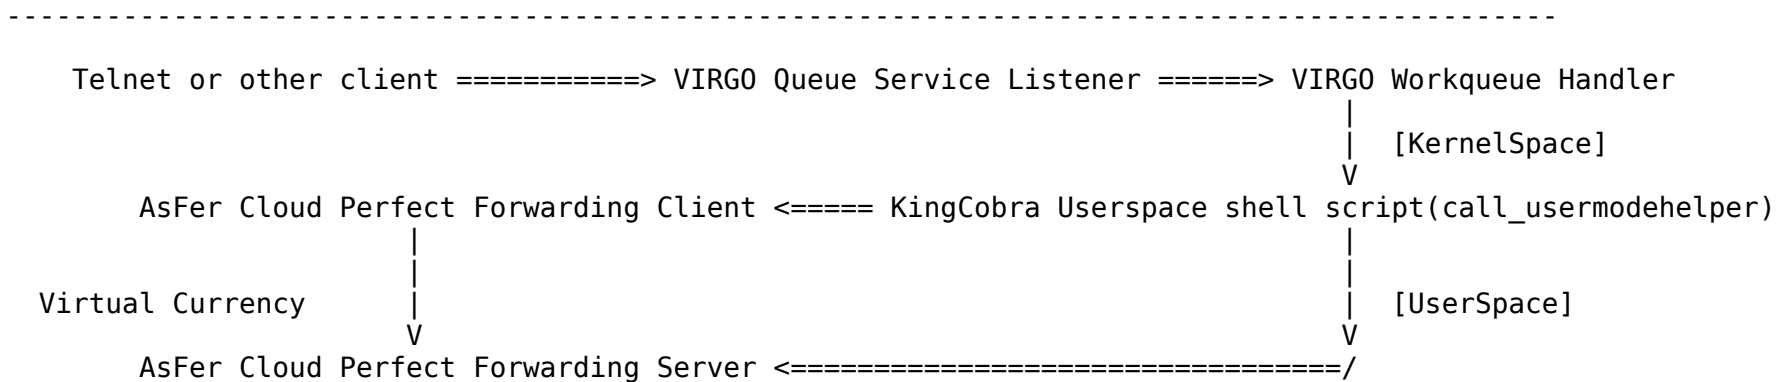 ---------------------------------------------------------------------------------------------
Telnet or other client ===========> VIRGO Queue Service Listener ======> VIRGO Workqueue Handler
|
| [KernelSpace]
V
AsFer Cloud Perfect Forwarding Client <===== KingCobra Userspace shell script(call_usermodehelper)
| |
| |
Virtual Currency | | [UserSpace]
V V
AsFer Cloud Perfect Forwarding Server <=================================/